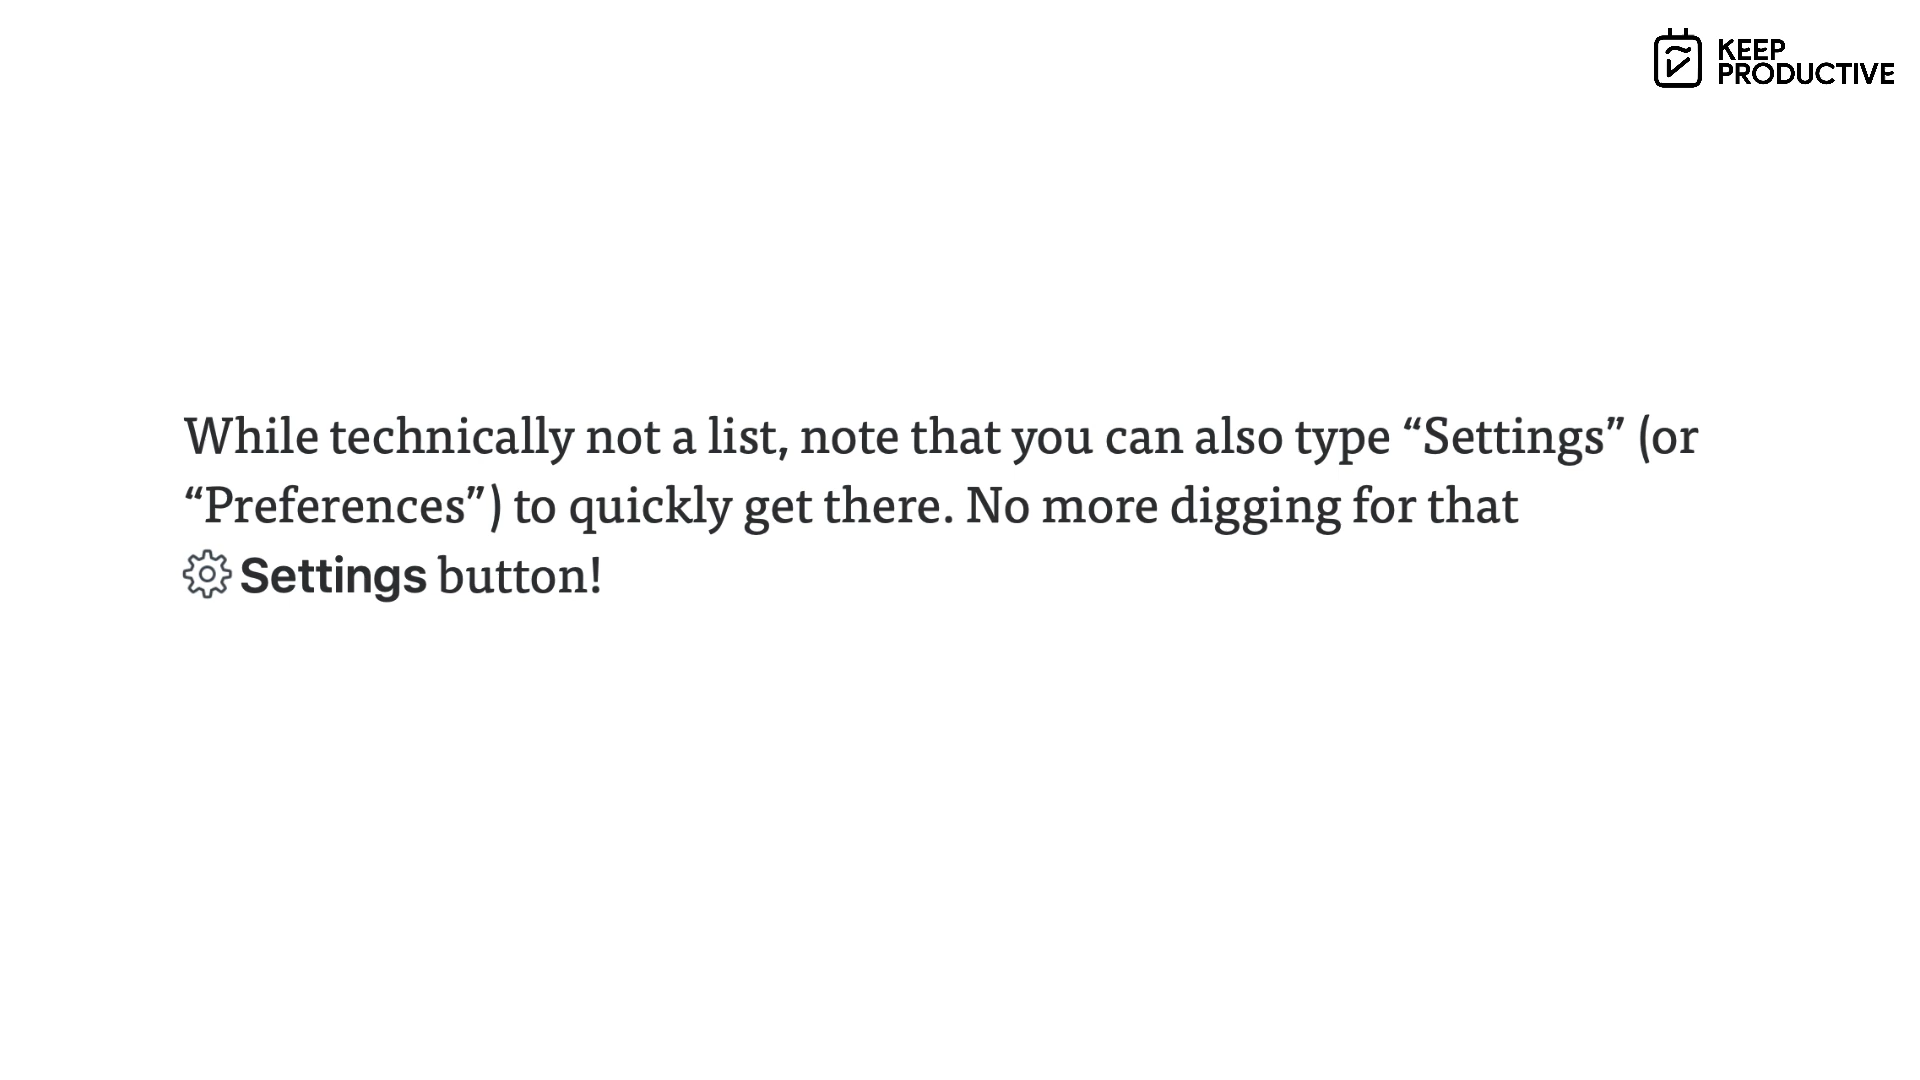 KEEP
PRODUCTIVE
While technically not a list, note that you can also type “Settings” (or
“Preferences”) to quickly get there. No more digging for that
Settings button!